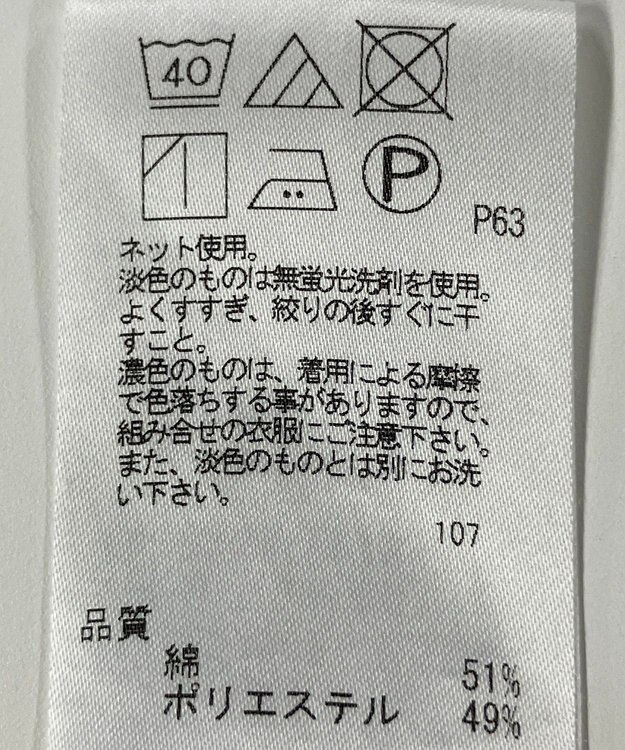 40
P
P63
ネット使用。
淡色のものは無蛍光洗剤を使用。
よくすすぎ、絞りの後すぐに干
すこと。
濃色のものは、着用による摩擦
で色落ちする事がありますので、
組み合せの衣服にご注意下さい。
また、淡色のものとは別にお洗
い下さい。
107
品質
綿 51%
ポリエステル 49%